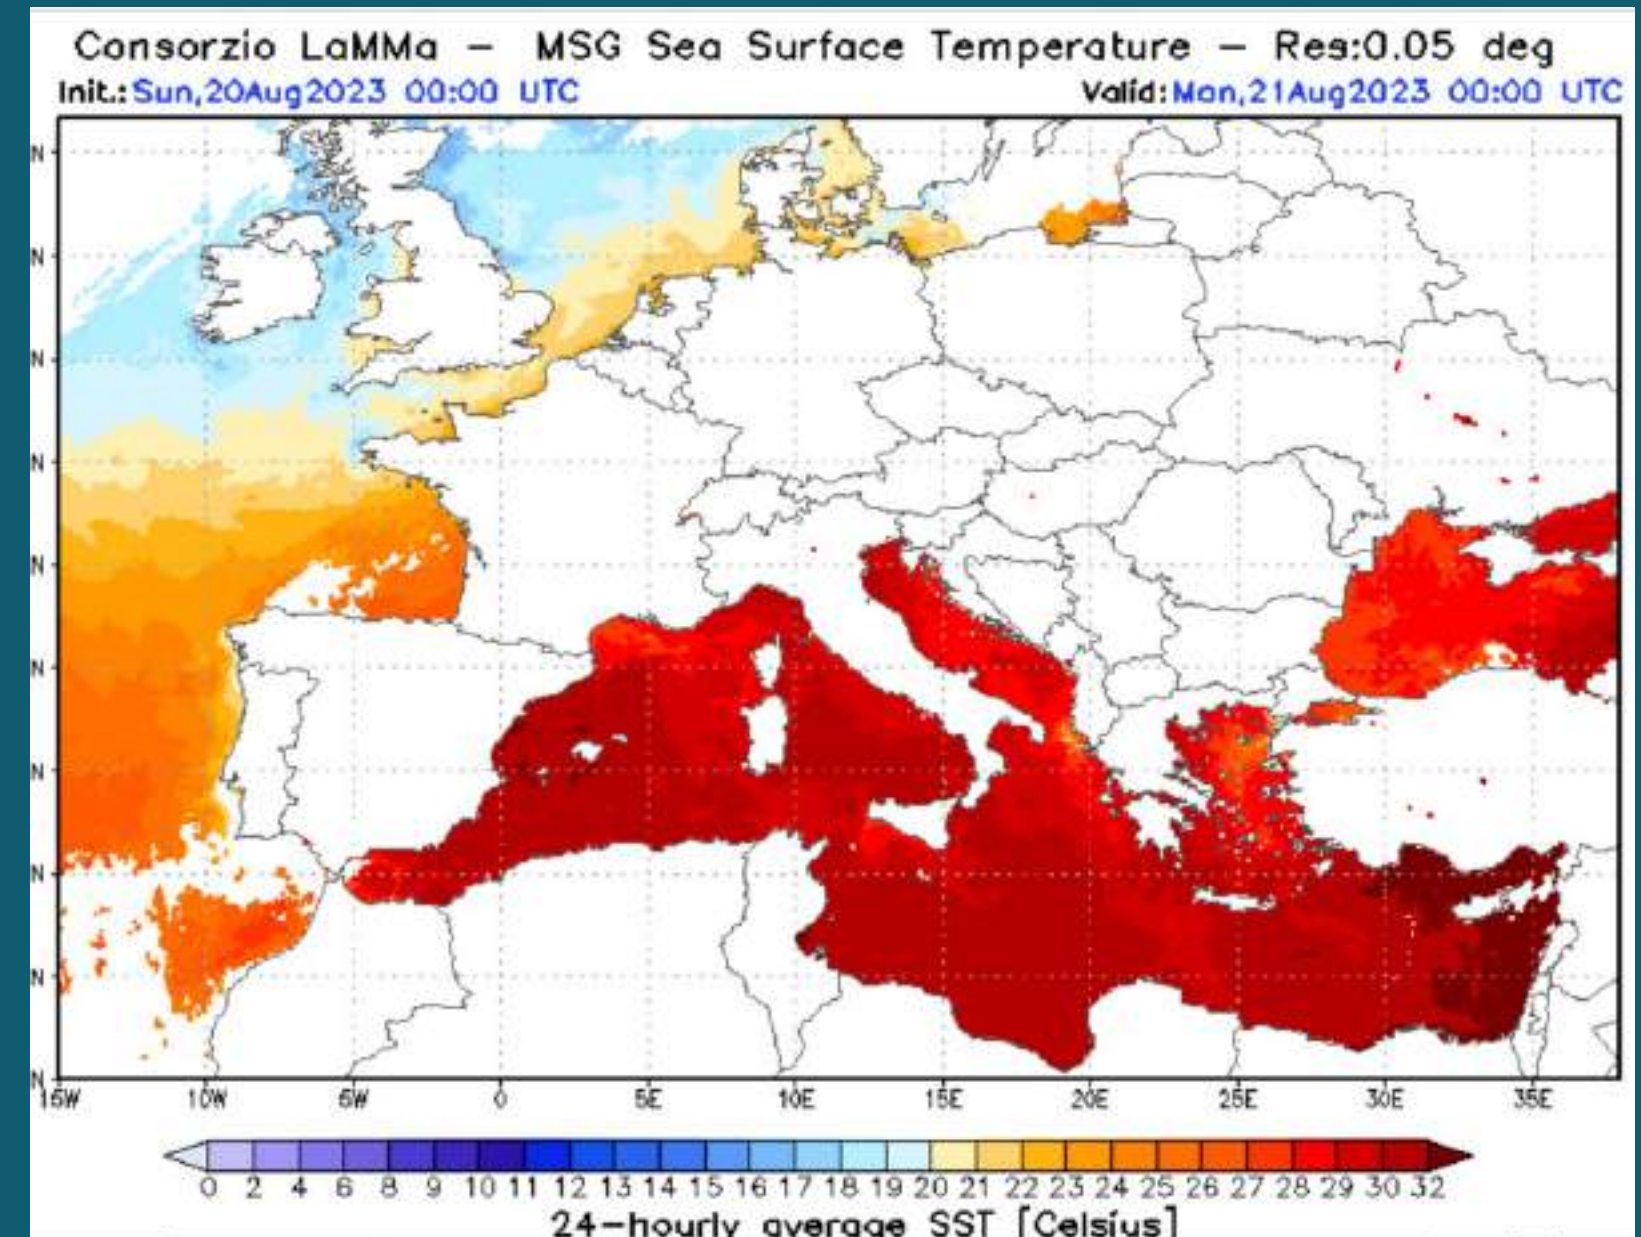 Consorzio LaMMa – MSG Sea Surface Temperature – Res:0.05 deg
Init.:Sun,20Aug2023 00:00 UTC Valid:Mon,21Aug2023 00:00 UTC
N
N
N
N
N
N
N
N
N
N
15W 10W 5W 0 5E 10E 15E 20E 25E 30E 35E
0 2 4 6 8 9 10 11 12 13 14 15 16 17 18 19 20 21 22 23 24 25 26 27 28 29 30 32
24–hourly average SST [Celsius]